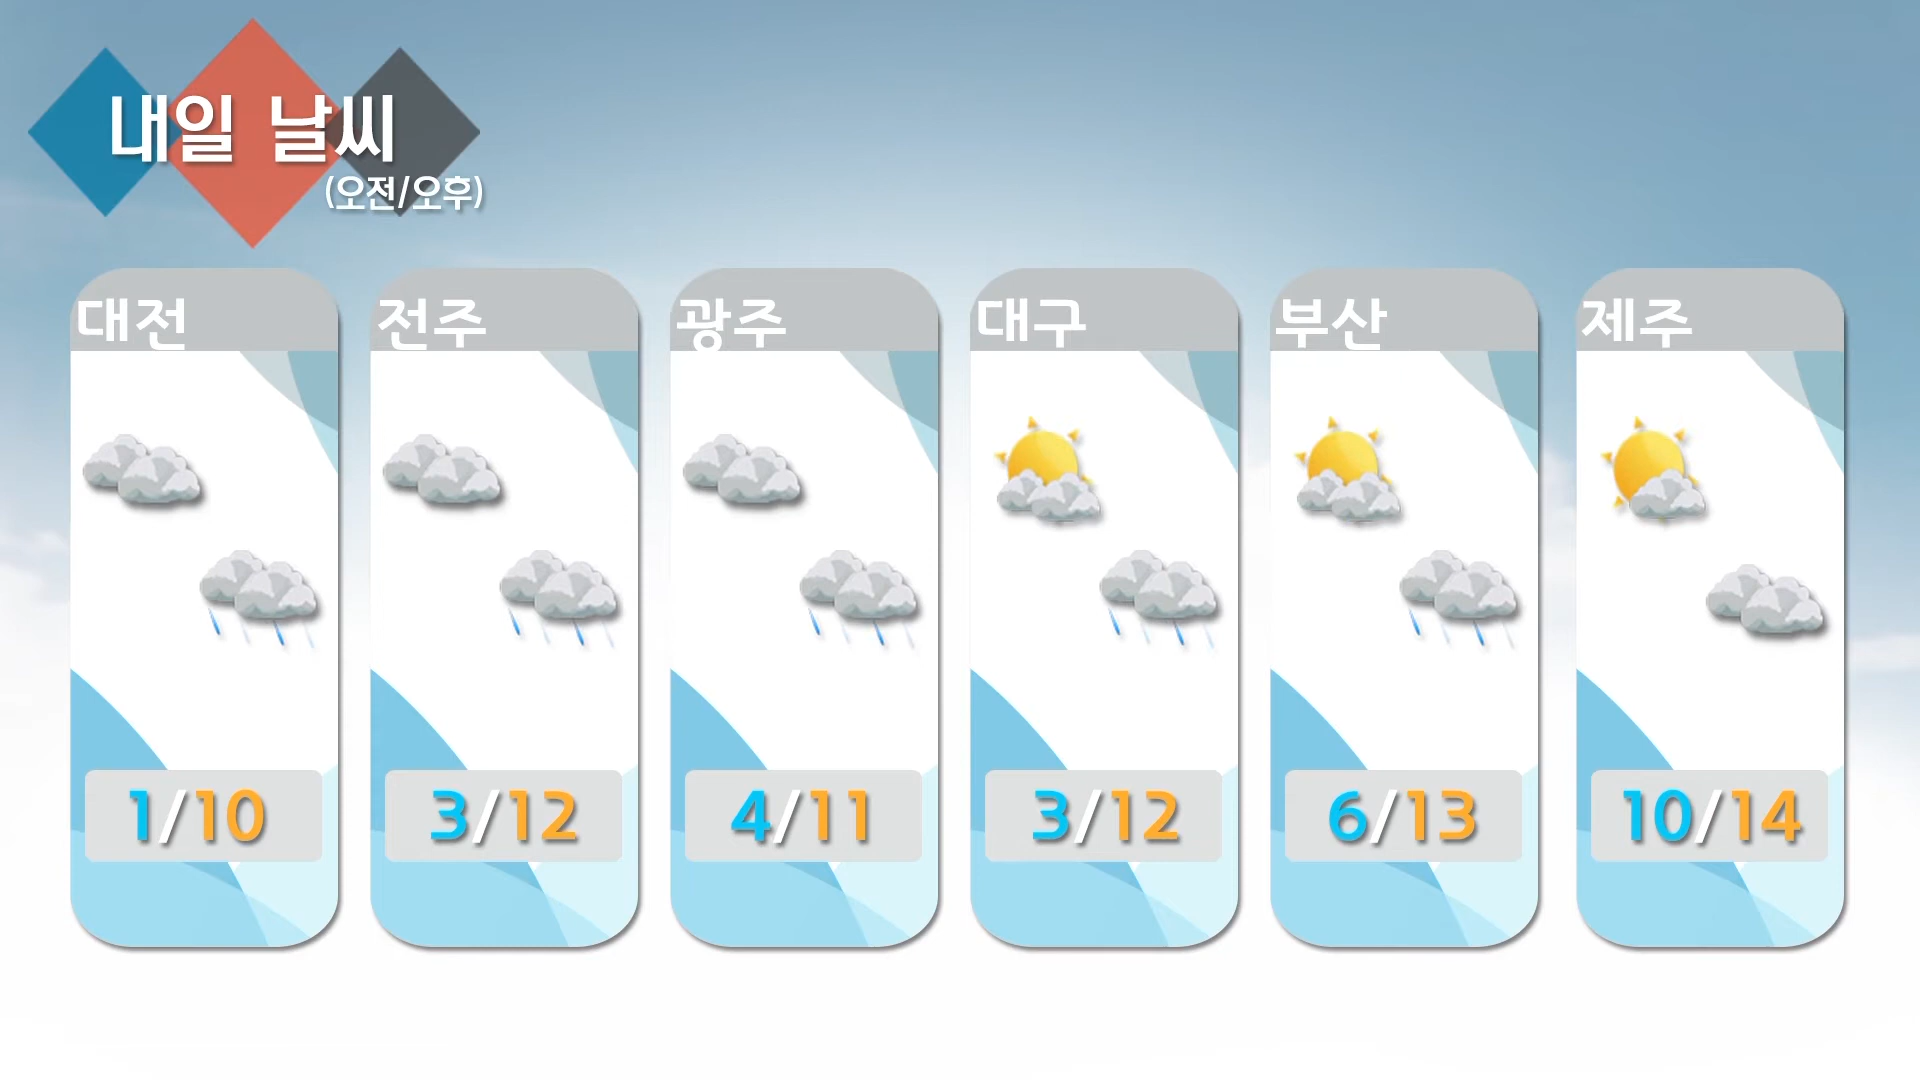 내일 날씨
(오전/오후)
대전
전주
광주
대구
부산
제주
1/10
3/12
4/11
3/12
6/13
10/14